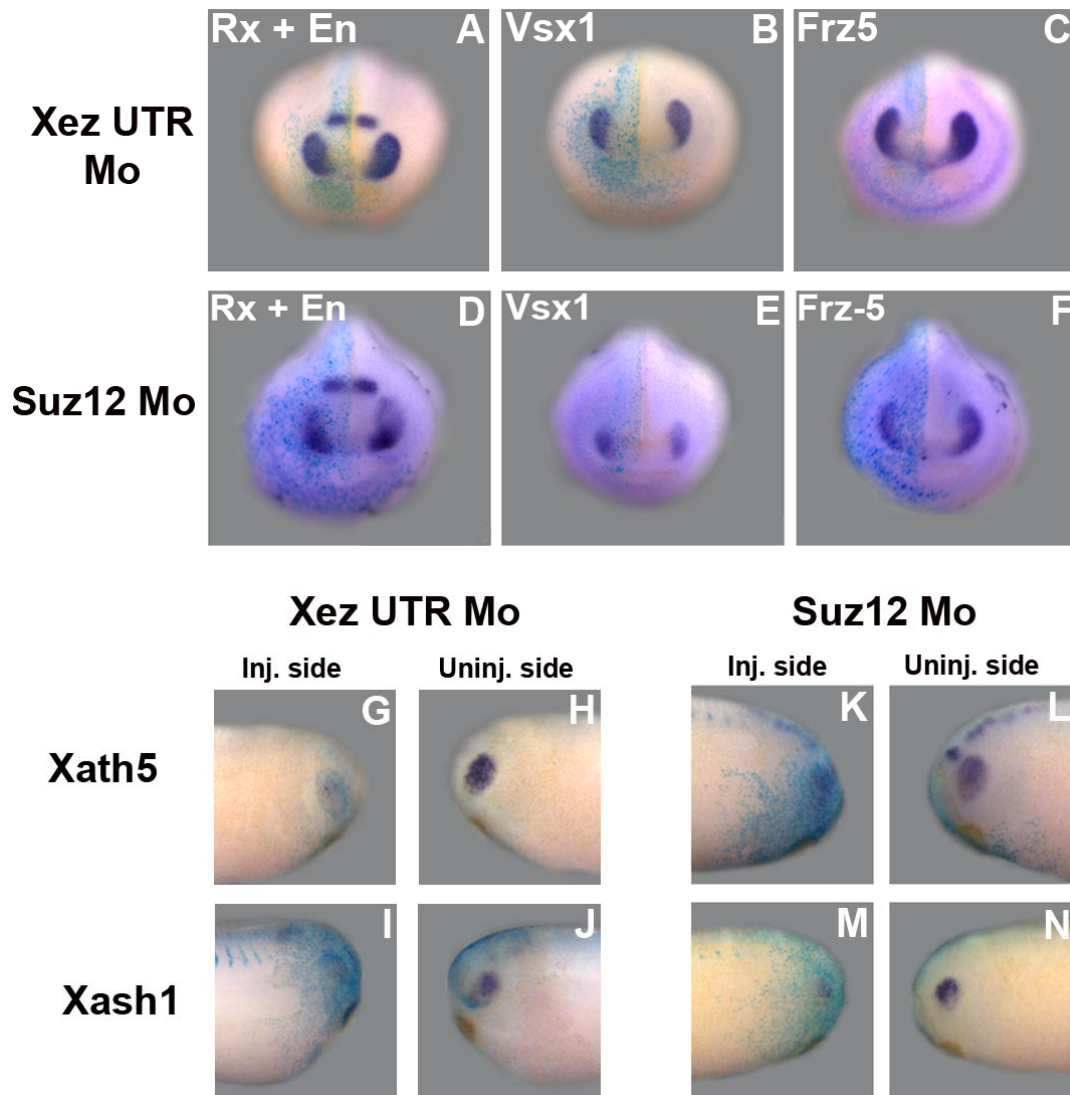 Rx + En A Vsx1 B Frz5 C
Xez UTR
Mo
Rx + En D Vsx1 E Frz-5 F
Suz12 Mo
Xez UTR Mo Suz12 Mo
Inj. side Uninj. side Inj. side Uninj. side
G H K L
Xath5
I J M N
Xash1